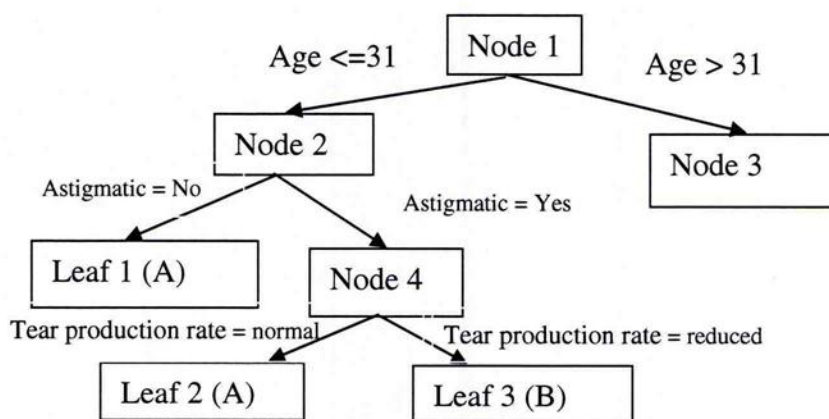 Node 1
Age <=31
Age > 31
Node 2
Node 3
Astigmatic = No
Astigmatic = Yes
Leaf 1 (A)
Node 4
Tear production rate = normal
Tear production rate = reduced
Leaf 2 (A)
Leaf 3 (B)